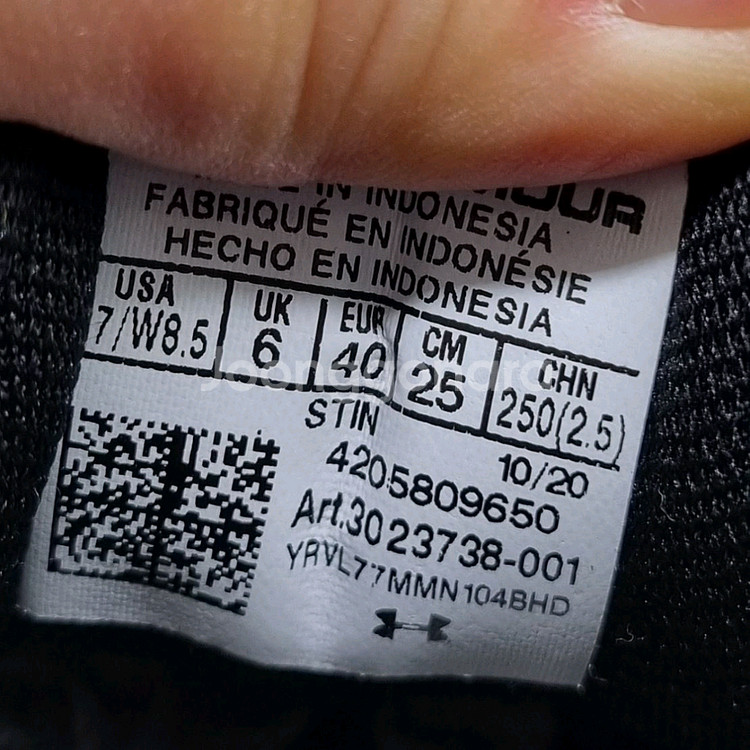 IN INDONESIA
FABRIQUÉ EN INDONÉSIE
HECHO EN INDONESIA
USA UK EUR CM CHN
7/W8.5 6 40 25 250(2.5)
STIN 10/20
4205809650
Art.3023738-001
YRVL77MMN104BHD